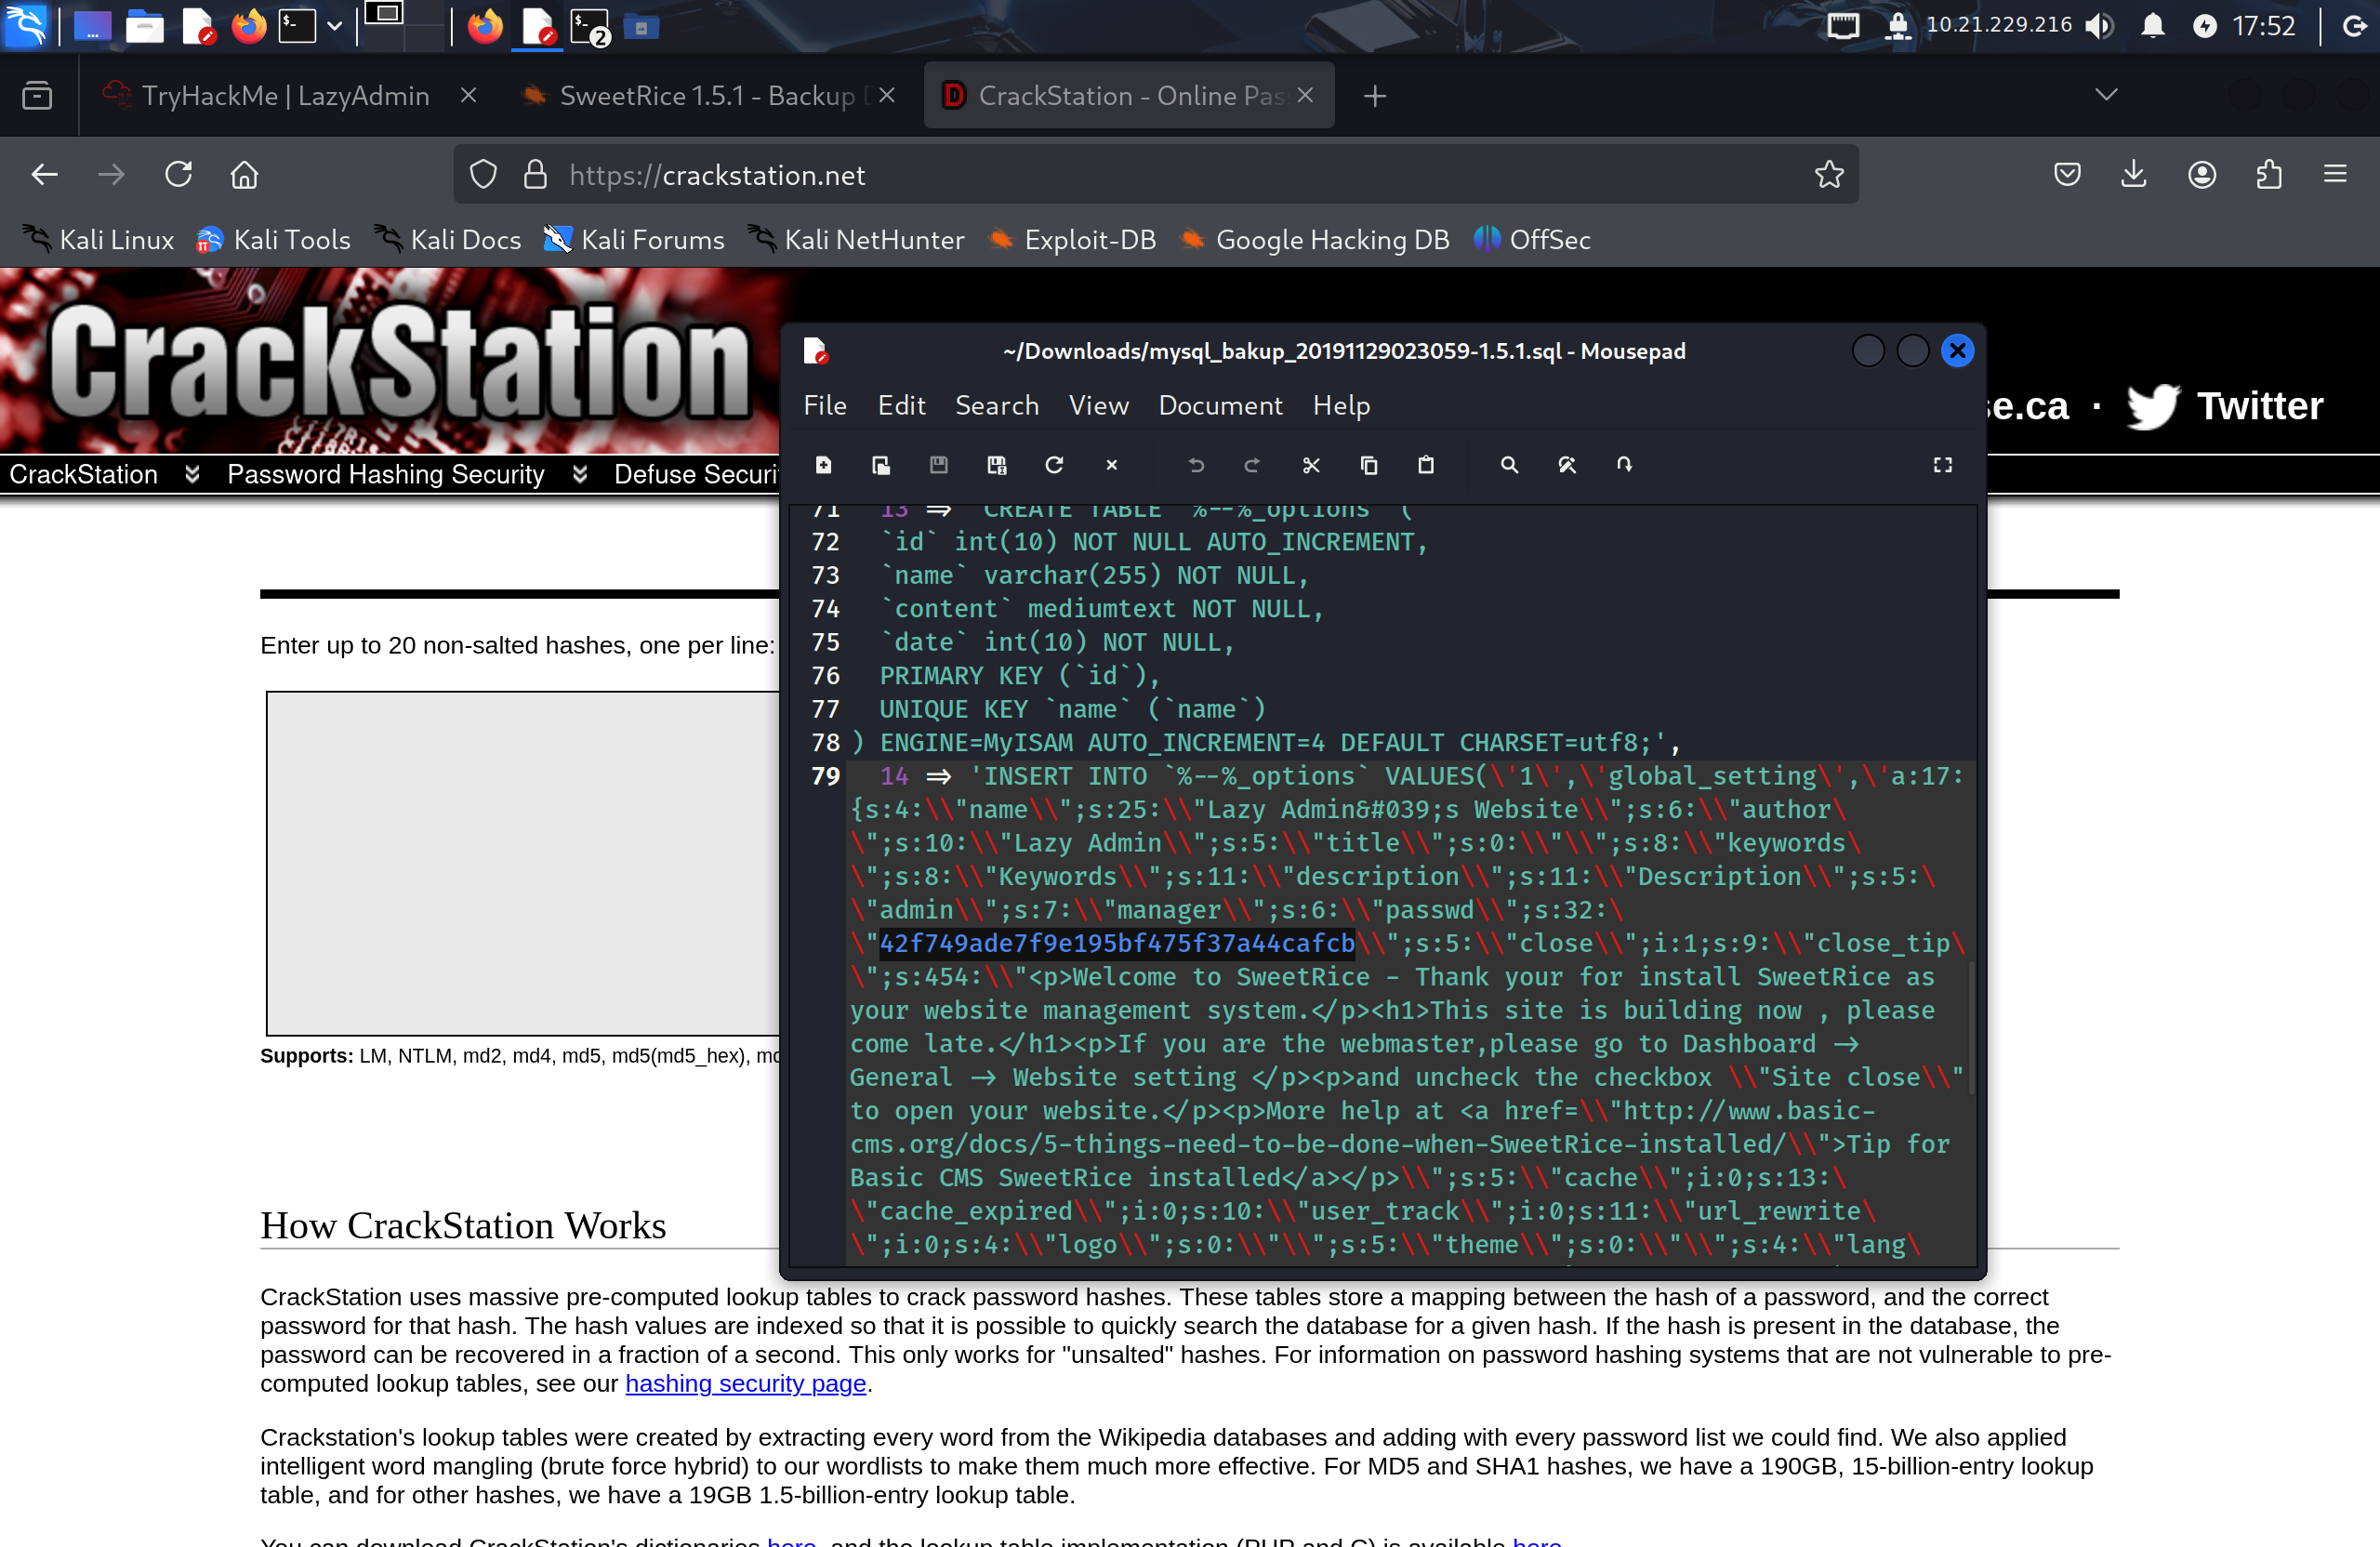 10.21.229.216 17:52
2
TryHackMe | LazyAdmin
SweetRice 1.5.1 - Backup
CrackStation - Online Pas
https://crackstation.net
Kali Linux Kali Tools Kali Docs Kali Forums Kali NetHunter Exploit-DB Google Hacking DB OffSec
CrackStation
se.ca · Twitter
CrackStation Password Hashing Security Defuse Securi
Enter up to 20 non-salted hashes, one per line:
Supports: LM, NTLM, md2, md4, md5, md5(md5_hex), md
~/Downloads/mysql_bakup_20191129023059-1.5.1.sql - Mousepad
File Edit Search View Document Help
71 13 => 'CREATE TABLE `%--%_options` (
72 `id` int(10) NOT NULL AUTO_INCREMENT,
73 `name` varchar(255) NOT NULL,
74 `content` mediumtext NOT NULL,
75 `date` int(10) NOT NULL,
76 PRIMARY KEY (`id`),
77 UNIQUE KEY `name` (`name`)
78 ) ENGINE=MyISAM AUTO_INCREMENT=4 DEFAULT CHARSET=utf8;',
79 14 => 'INSERT INTO `%--%_options` VALUES(\'1\',\'global_setting\',\'a:17:
{s:4:\\"name\\";s:25:\\"Lazy Admin&#039;s Website\\";s:6:\\"author\
\";s:10:\\"Lazy Admin\\";s:5:\\"title\\";s:0:\\"\\";s:8:\\"keywords\
\";s:8:\\"Keywords\\";s:11:\\"description\\";s:11:\\"Description\\";s:5:\
\"admin\\";s:7:\\"manager\\";s:6:\\"passwd\\";s:32:\
\"42f749ade7f9e195bf475f37a44cafcb\\";s:5:\\"close\\";i:1;s:9:\\"close_tip\
\";s:454:\\"<p>Welcome to SweetRice - Thank your for install SweetRice as
your website management system.</p><h1>This site is building now , please
come late.</h1><p>If you are the webmaster,please go to Dashboard ->
General -> Website setting </p><p>and uncheck the checkbox \\"Site close\\"
to open your website.</p><p>More help at <a href=\\"http://www.basic-
cms.org/docs/5-things-need-to-be-done-when-SweetRice-installed/\\">Tip for
Basic CMS SweetRice installed</a></p>\\";s:5:\\"cache\\";i:0;s:13:\
\"cache_expired\\";i:0;s:10:\\"user_track\\";i:0;s:11:\\"url_rewrite\
\";i:0;s:4:\\"logo\\";s:0:\\"\\";s:5:\\"theme\\";s:0:\\"\\";s:4:\\"lang\
How CrackStation Works
CrackStation uses massive pre-computed lookup tables to crack password hashes. These tables store a mapping between the hash of a password, and the correct
password for that hash. The hash values are indexed so that it is possible to quickly search the database for a given hash. If the hash is present in the database, the
password can be recovered in a fraction of a second. This only works for "unsalted" hashes. For information on password hashing systems that are not vulnerable to pre-
computed lookup tables, see our hashing security page.
Crackstation's lookup tables were created by extracting every word from the Wikipedia databases and adding with every password list we could find. We also applied
intelligent word mangling (brute force hybrid) to our wordlists to make them much more effective. For MD5 and SHA1 hashes, we have a 190GB, 15-billion-entry lookup
table, and for other hashes, we have a 19GB 1.5-billion-entry lookup table.
You can download CrackStation's dictionaries here, and the lookup table implementation (PHP and C) is available here.